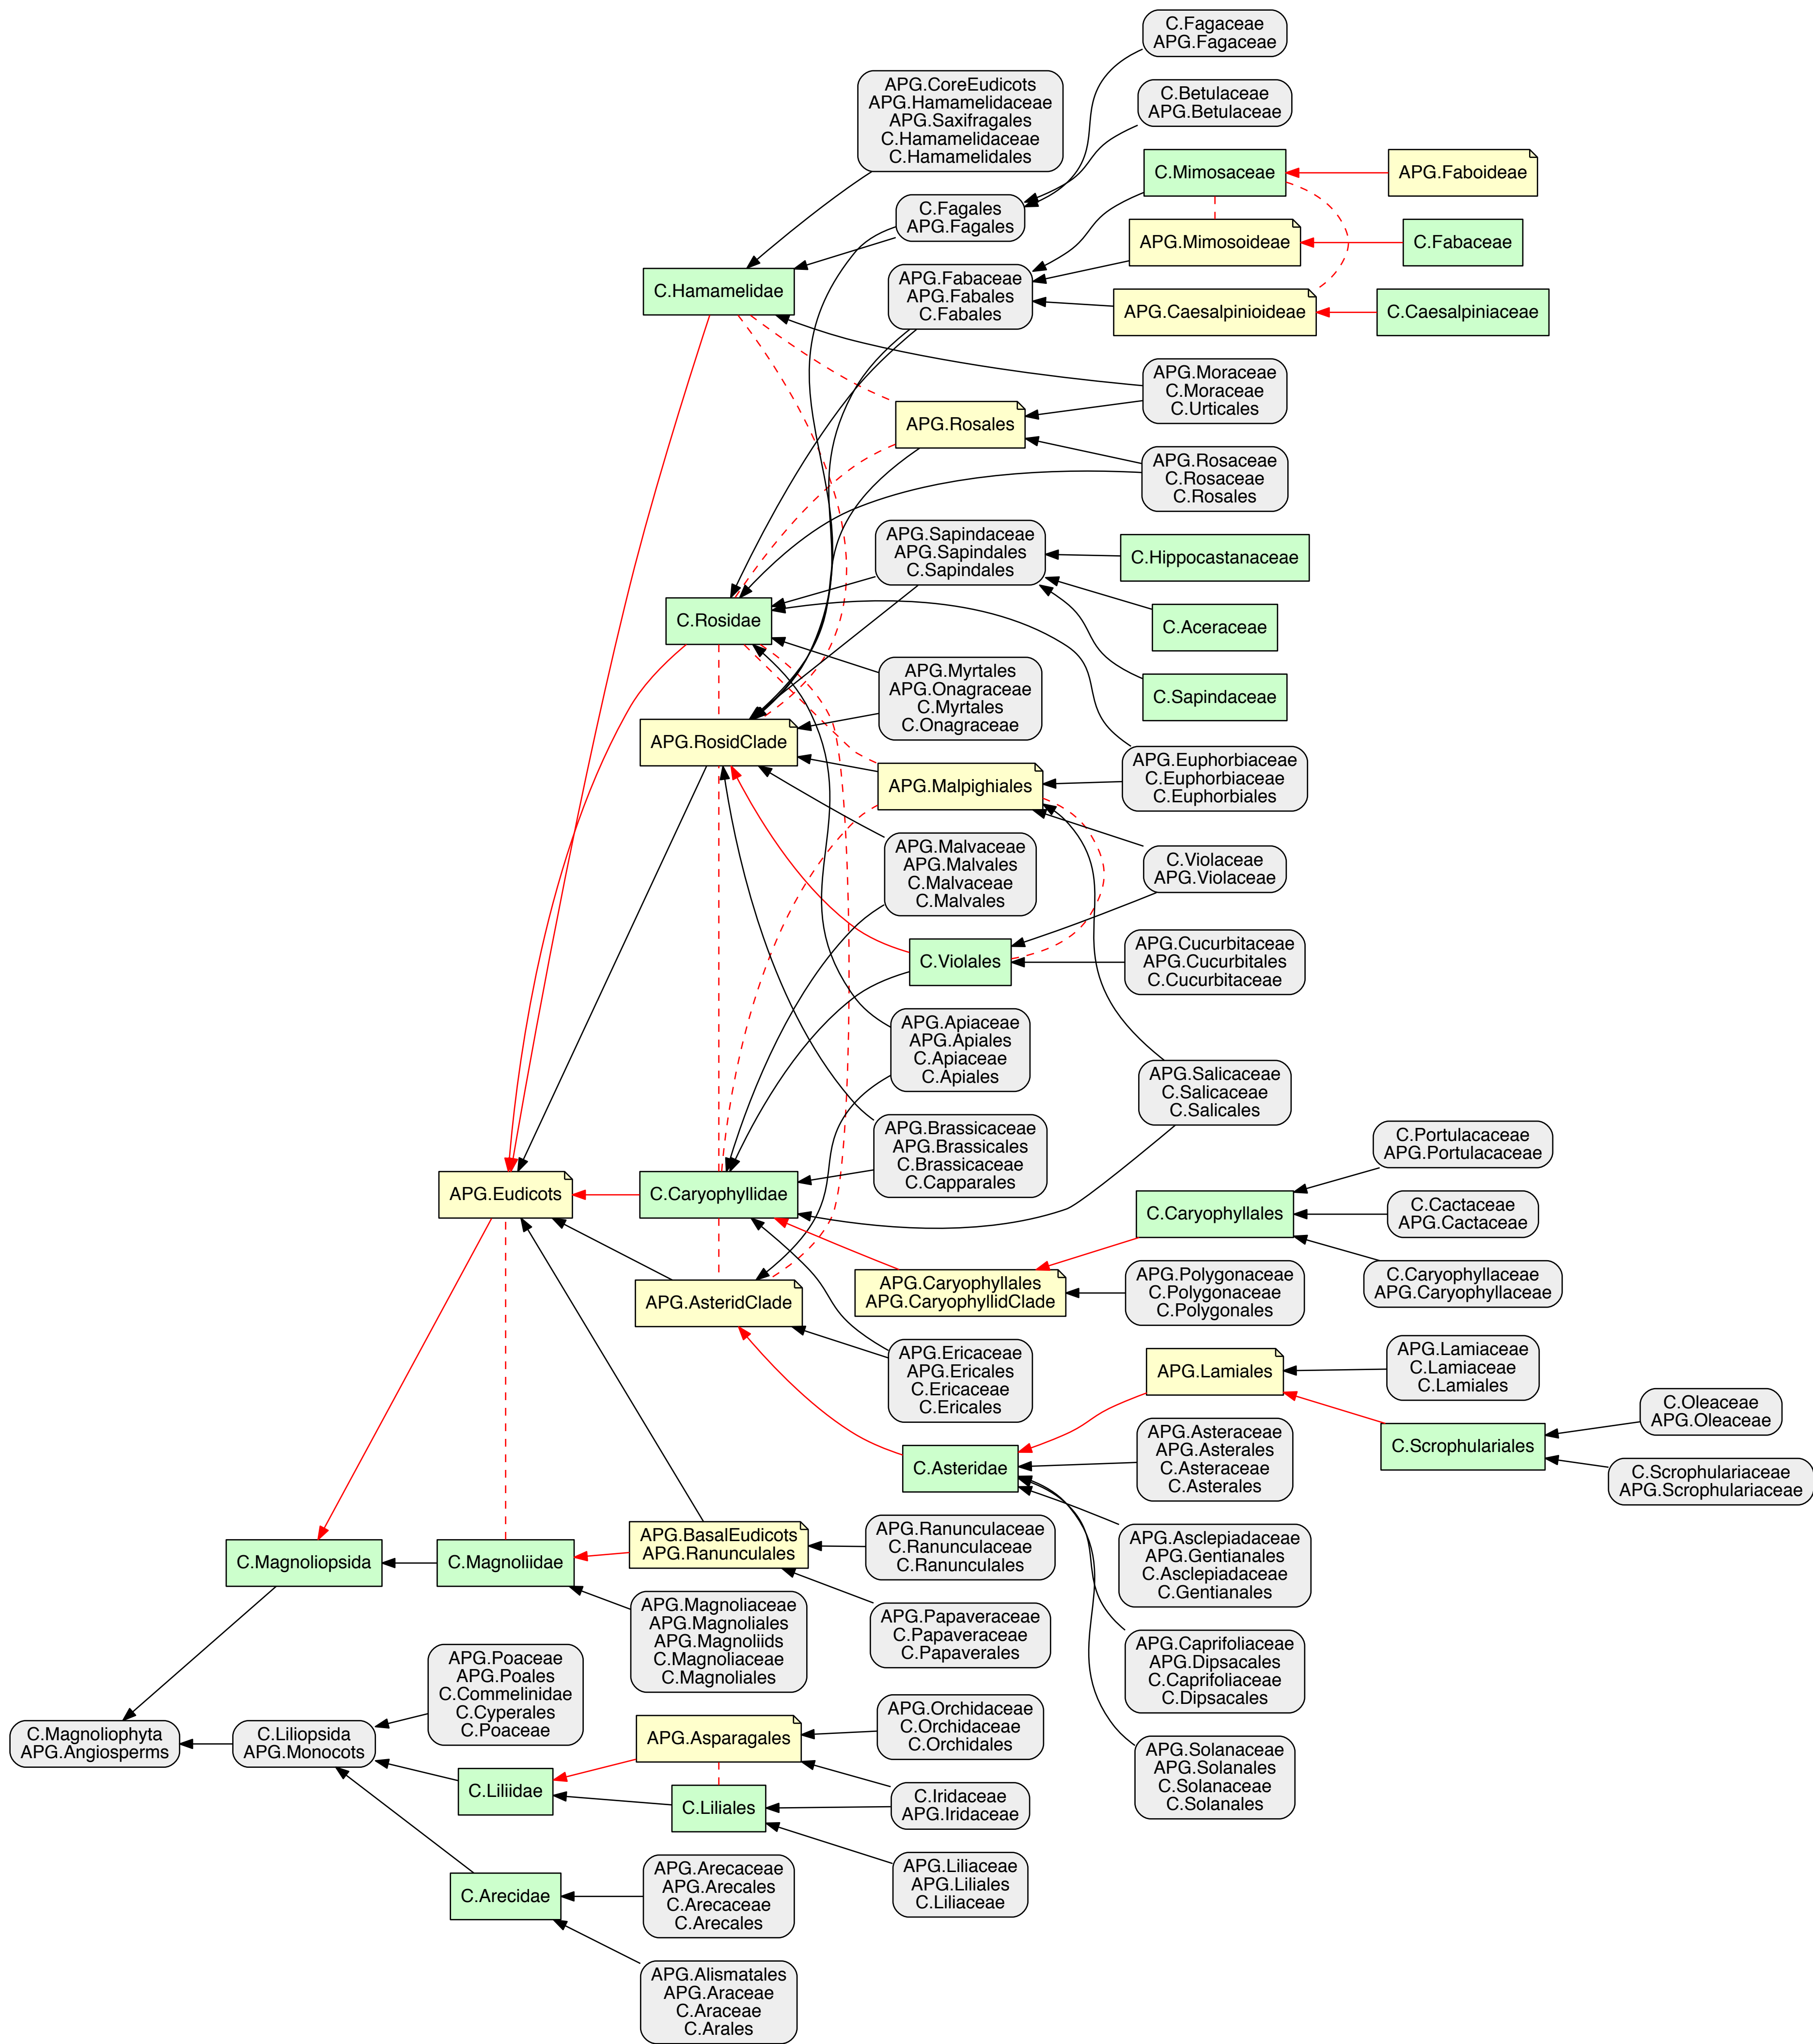 C.Fagaceae
APG.Fagaceae
C.Betulaceae
APG.Betulaceae
APG.CoreEudicots
APG.Hamamelidaceae
APG.Saxifragales
C.Hamamelidaceae
C.Hamamelidales
C.Mimosaceae
APG.Faboideae
C.Fagales
APG.Fagales
APG.Mimosoideae
C.Fabaceae
C.Hamamelidae
APG.Fabaceae
APG.Fabales
C.Fabales
APG.Caesalpinioideae
C.Caesalpiniaceae
APG.Moraceae
C.Moraceae
C.Urticales
APG.Rosales
APG.Rosaceae
C.Rosaceae
C.Rosales
APG.Sapindaceae
APG.Sapindales
C.Sapindales
C.Hippocastanaceae
C.Rosidae
C.Aceraceae
APG.Myrtales
APG.Onagraceae
C.Myrtales
C.Onagraceae
C.Sapindaceae
APG.RosidClade
APG.Malpighiales
APG.Euphorbiaceae
C.Euphorbiaceae
C.Euphorbiales
APG.Malvaceae
APG.Malvales
C.Malvaceae
C.Malvales
C.Violaceae
APG.Violaceae
C.Violales
APG.Cucurbitaceae
APG.Cucurbitales
C.Cucurbitaceae
APG.Apiaceae
APG.Apiales
C.Apiaceae
C.Apiales
APG.Salicaceae
C.Salicaceae
C.Salicales
APG.Brassicaceae
APG.Brassicales
C.Brassicaceae
C.Capparales
C.Portulacaceae
APG.Portulacaceae
APG.Eudicots
C.Caryophyllidae
C.Caryophyllales
C.Cactaceae
APG.Cactaceae
APG.AsteridClade
APG.Caryophyllales
APG.CaryophyllidClade
APG.Polygonaceae
C.Polygonaceae
C.Polygonales
C.Caryophyllaceae
APG.Caryophyllaceae
APG.Ericaceae
APG.Ericales
C.Ericaceae
C.Ericales
APG.Lamiales
APG.Lamiaceae
C.Lamiaceae
C.Lamiales
C.Oleaceae
APG.Oleaceae
C.Asteridae
APG.Asteraceae
APG.Asterales
C.Asteraceae
C.Asterales
C.Scrophulariales
C.Scrophulariaceae
APG.Scrophulariaceae
C.Magnoliopsida
C.Magnoliidae
APG.BasalEudicots
APG.Ranunculales
APG.Ranunculaceae
C.Ranunculaceae
C.Ranunculales
APG.Asclepiadaceae
APG.Gentianales
C.Asclepiadaceae
C.Gentianales
APG.Magnoliaceae
APG.Magnoliales
APG.Magnoliids
C.Magnoliaceae
C.Magnoliales
APG.Papaveraceae
C.Papaveraceae
C.Papaverales
APG.Caprifoliaceae
APG.Dipsacales
C.Caprifoliaceae
C.Dipsacales
APG.Poaceae
APG.Poales
C.Commelinidae
C.Cyperales
C.Poaceae
C.Magnoliophyta
APG.Angiosperms
C.Liliopsida
APG.Monocots
APG.Asparagales
APG.Orchidaceae
C.Orchidaceae
C.Orchidales
APG.Solanaceae
APG.Solanales
C.Solanaceae
C.Solanales
C.Liliidae
C.Liliales
C.Iridaceae
APG.Iridaceae
C.Arecidae
APG.Arecaceae
APG.Arecales
C.Arecaceae
C.Arecales
APG.Liliaceae
APG.Liliales
C.Liliaceae
APG.Alismatales
APG.Araceae
C.Araceae
C.Arales